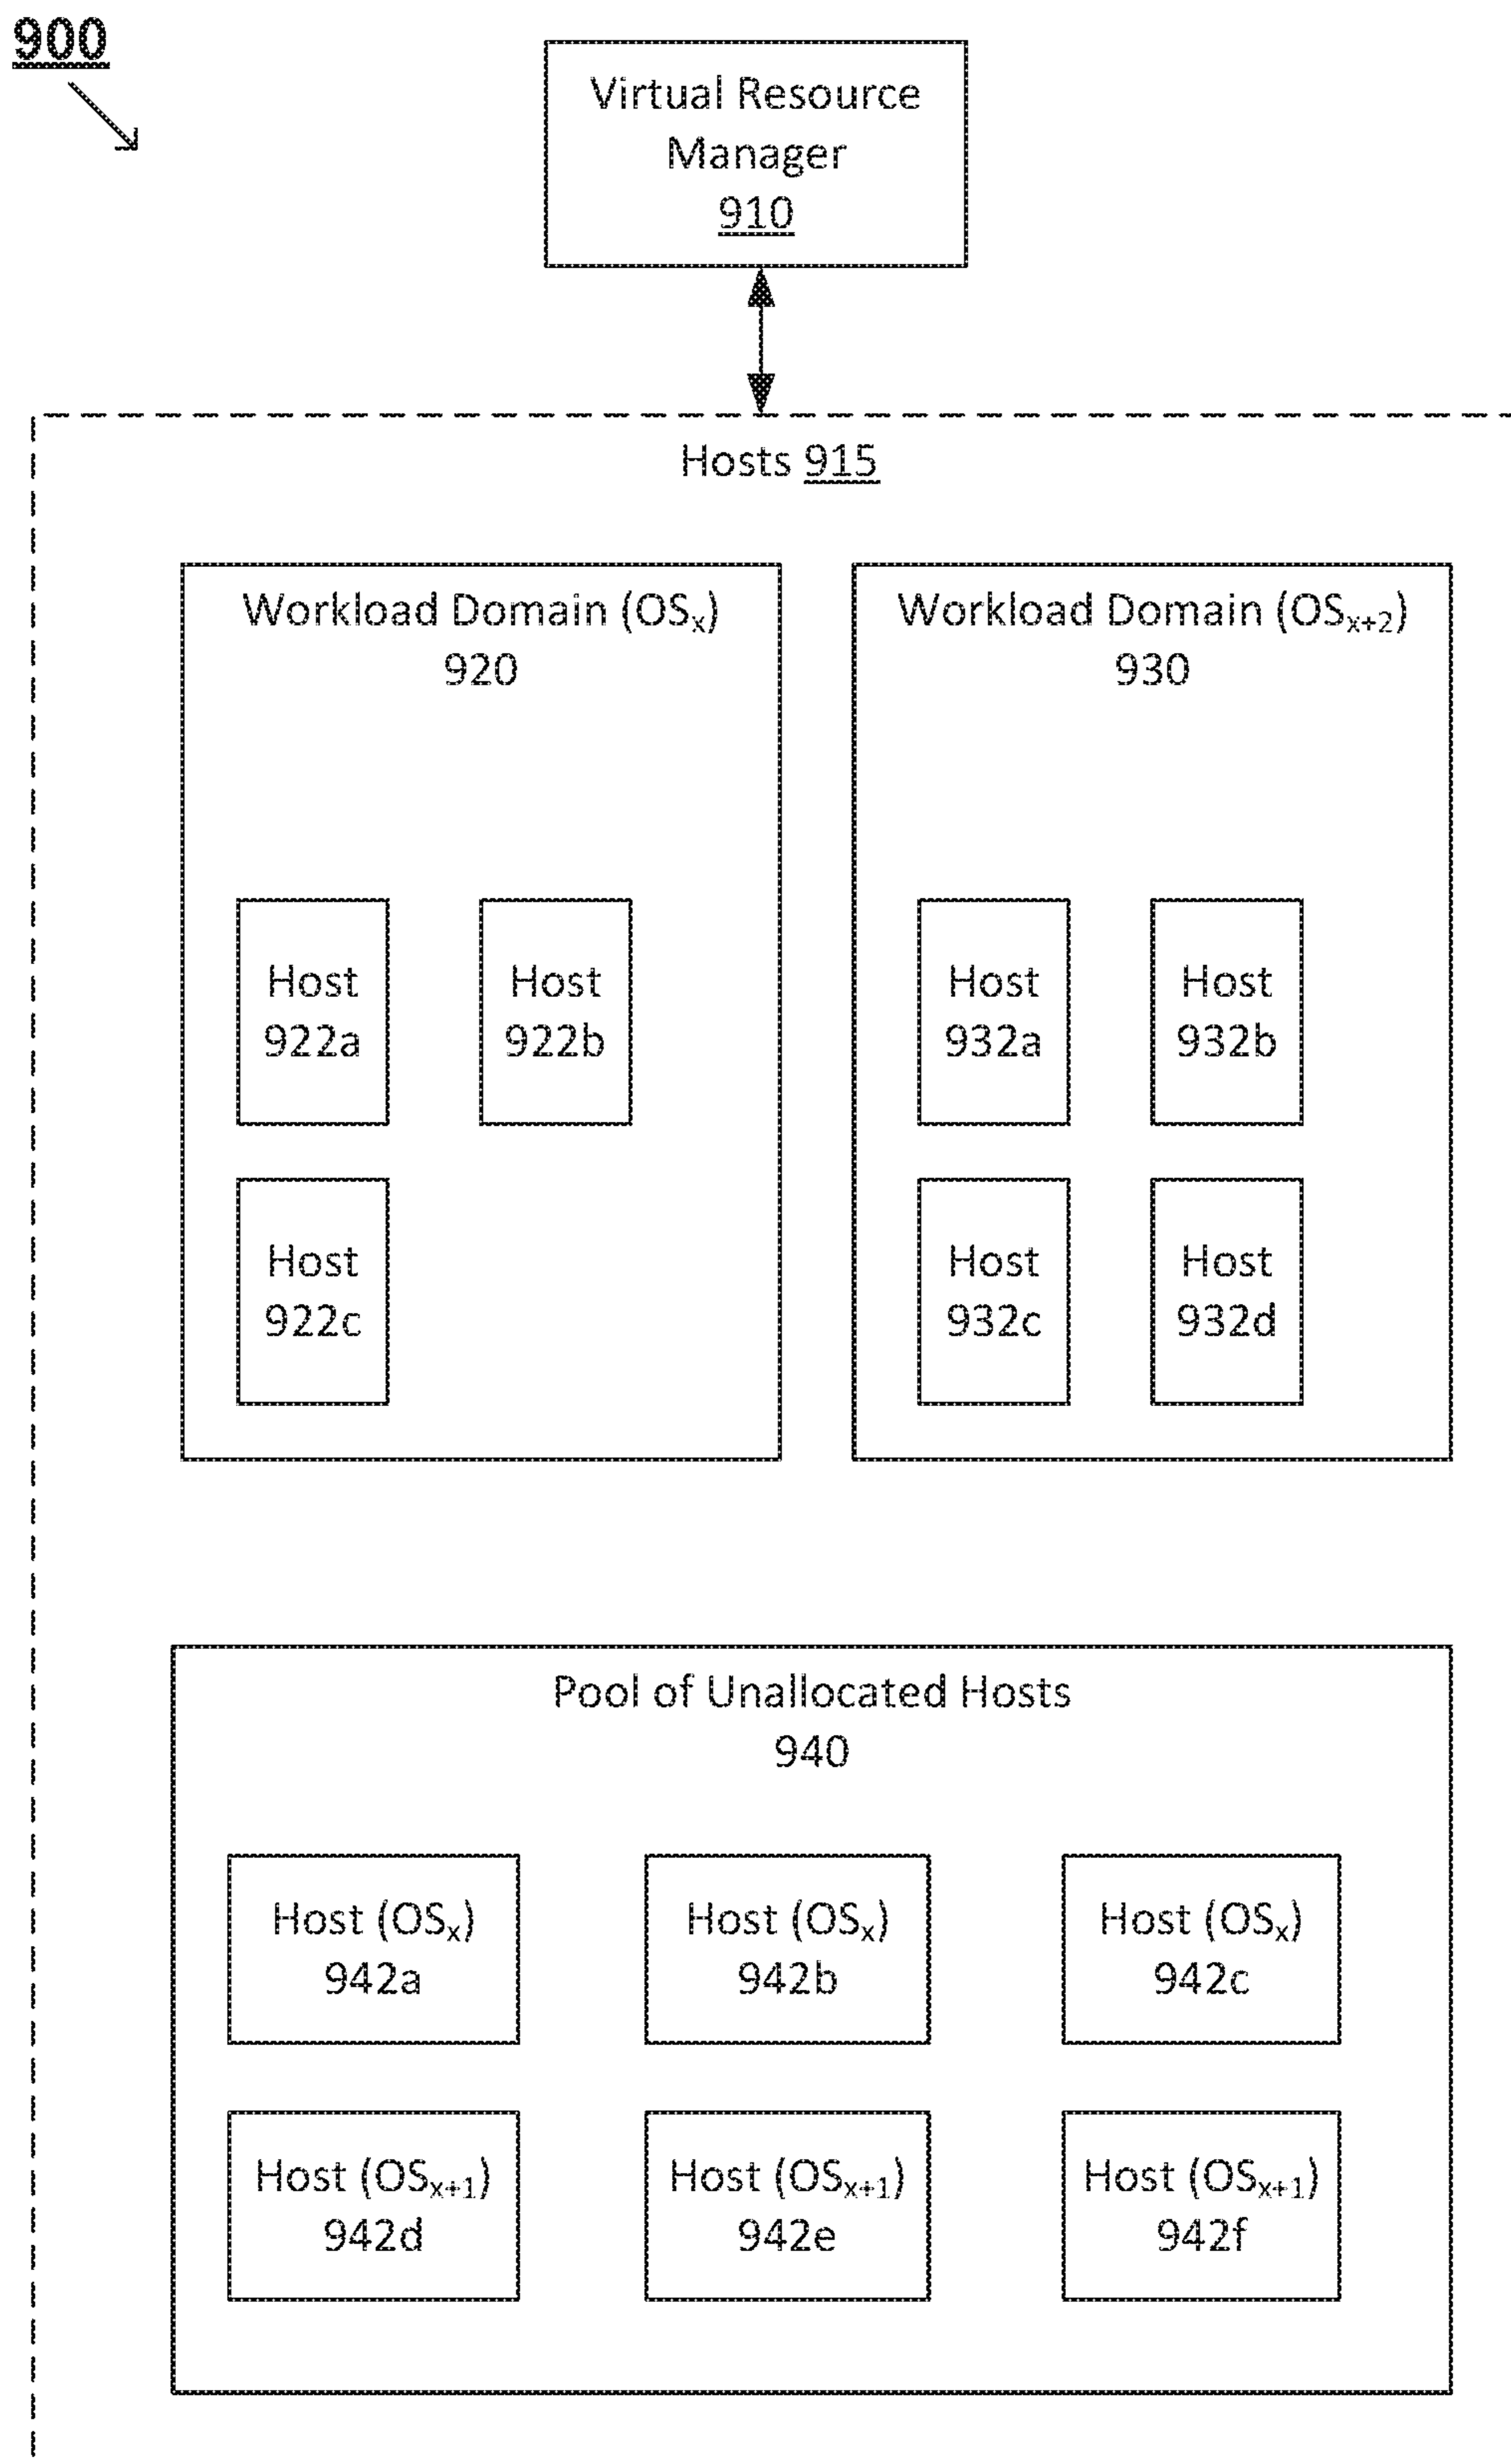 900
Virtual Resource
Manager
910
Hosts 915
Workload Domain (OSx)
920
Workload Domain (OSx+2)
930
Host
922a
Host
922b
Host
932a
Host
932b
Host
922c
Host
932c
Host
932d
Pool of Unallocated Hosts
940
Host (OSx)
942a
Host (OSx)
942b
Host (OSx)
942c
Host (OSx+1)
942d
Host (OSx+1)
942e
Host (OSx+1)
942f